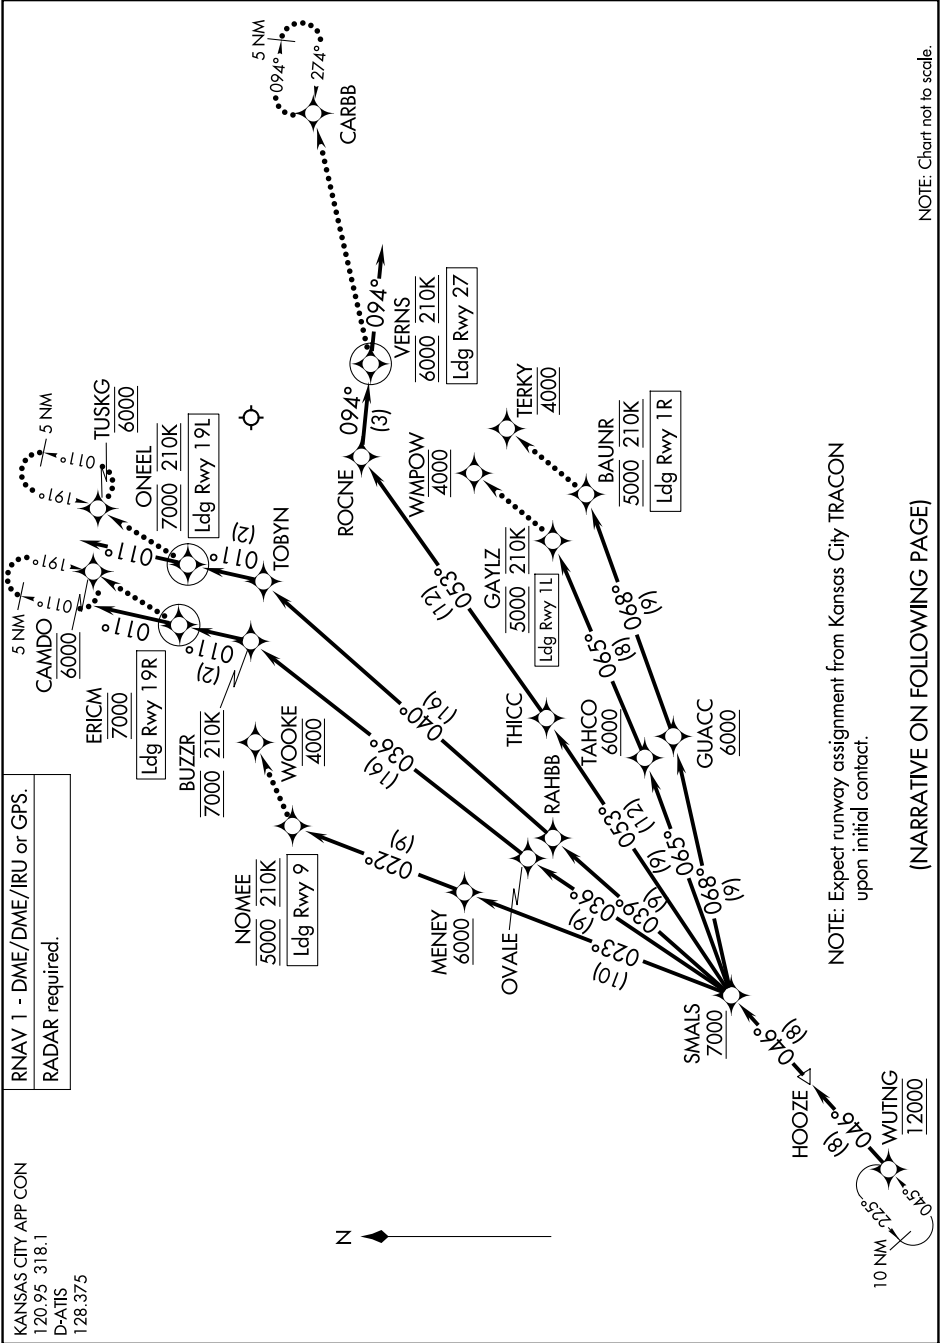 KANSAS CITY APP CON
120.95 318.1
D-ATIS
128.375
RNAV 1 - DME/DME/IRU or GPS.
RADAR required.
5 NM
011°
191°
CAMDO
6000
5 NM
011°
191°
TUSKG
6000
011°
011°
ERICM
7000
Ldg Rwy 19R
ONEEL
7000 210K
Ldg Rwy 19L
011°
(2)
011°
(2)
BUZZR
7000 210K
TOBYN
NOMEE
5000 210K
Ldg Rwy 9
WOOKE
4000
022°
(9)
036°
(16)
040°
(16)
MENEY
6000
OVALE
RAHBB
023°
(10)
036°
(9)
039°
(9)
5 NM
094°
274°
CARBB
ROCNE
094°
(3)
094°
VERNS
6000 210K
Ldg Rwy 27
053°
(12)
THICC
053°
(9)
WMPOW
4000
TERKY
4000
GAYLZ
5000 210K
Ldg Rwy 1L
BAUNR
5000 210K
Ldg Rwy 1R
065°
(8)
068°
(9)
TAHCO
6000
GUACC
6000
065°
(12)
068°
(9)
SMALS
7000
046°
(8)
HOOZE
046°
(8)
WUTNG
12000
10 NM
225°
045°
N
NOTE: Expect runway assignment from Kansas City TRACON
upon initial contact.
(NARRATIVE ON FOLLOWING PAGE)
NOTE: Chart not to scale.